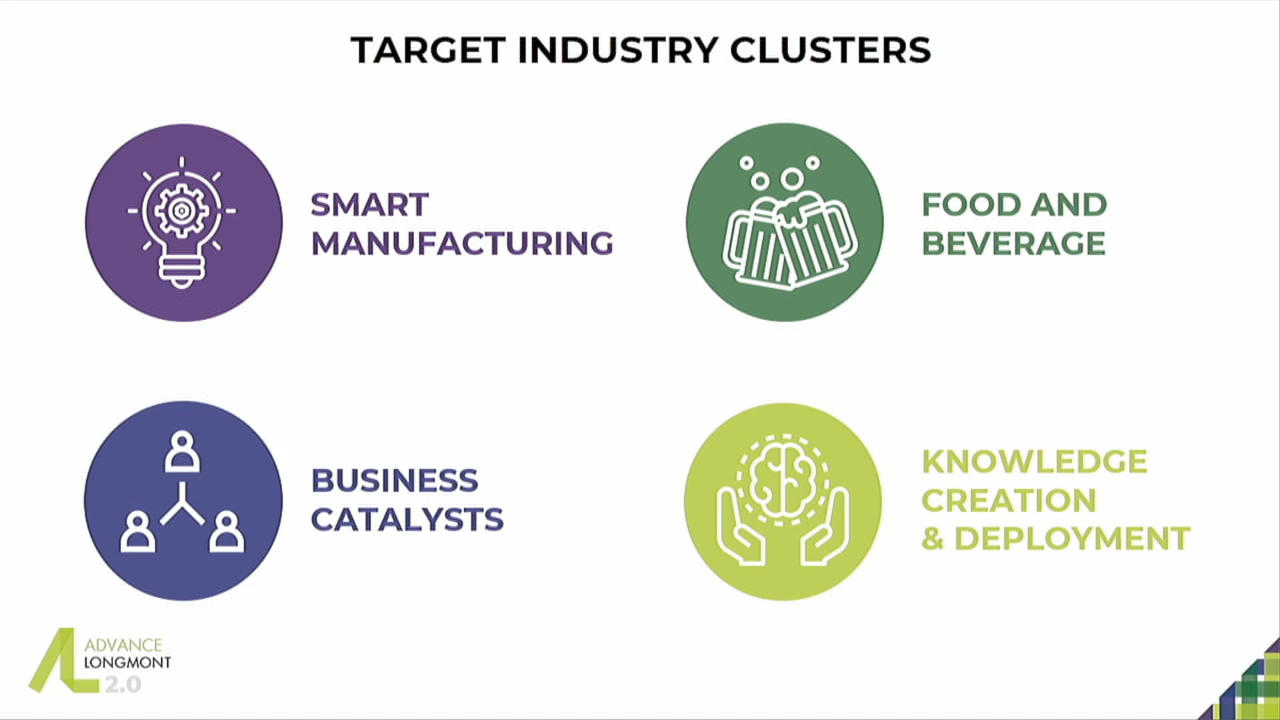 TARGET INDUSTRY CLUSTERS
SMART
MANUFACTURING
FOOD AND
BEVERAGE
BUSINESS
CATALYSTS
KNOWLEDGE
CREATION
& DEPLOYMENT
ADVANCE
LONGMONT
2.0